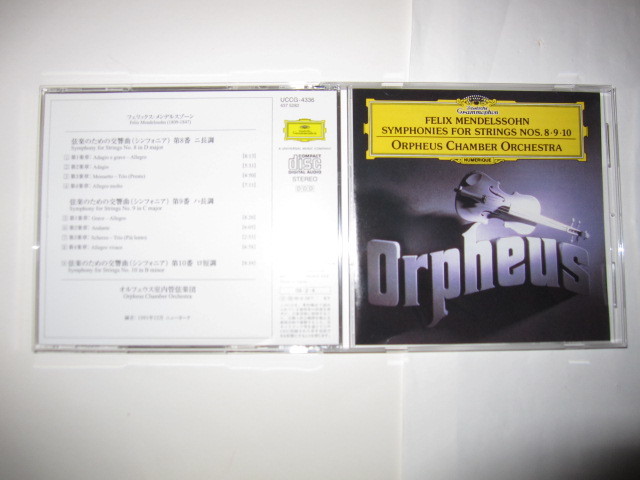 フェリックス・メンデルスゾーン
Felix Mendelssohn (1809-1847)
弦楽のための交響曲(シンフォニア) 第8番 ニ長調
Symphony for Strings No. 8 in D major
Adagio e grave - Allegro
Adagio
Menuetto - Trio (Presto)
Allegro molto
弦楽のための交響曲(シンフォニア) 第9番 ハ長調
Symphony for Strings No. 9 in C major
Grave - Allegro
Andante
Scherzo - Trio
Allegro vivace
弦楽のための交響曲(シンフォニア) 第10番 ロ短調
Symphony for Strings No. 10 in B minor
オルフェウス室内管弦楽団
Orpheus Chamber Orchestra
UCCG-4336
COMPACT
disc
DIGITAL AUDIO
STEREO
Deutsche
Grammophon
FELIX MENDELSSOHN
SYMPHONIES FOR STRINGS NOS. 8·9·10
ORPHEUS CHAMBER ORCHESTRA
NUMERIQUE
Orpheus